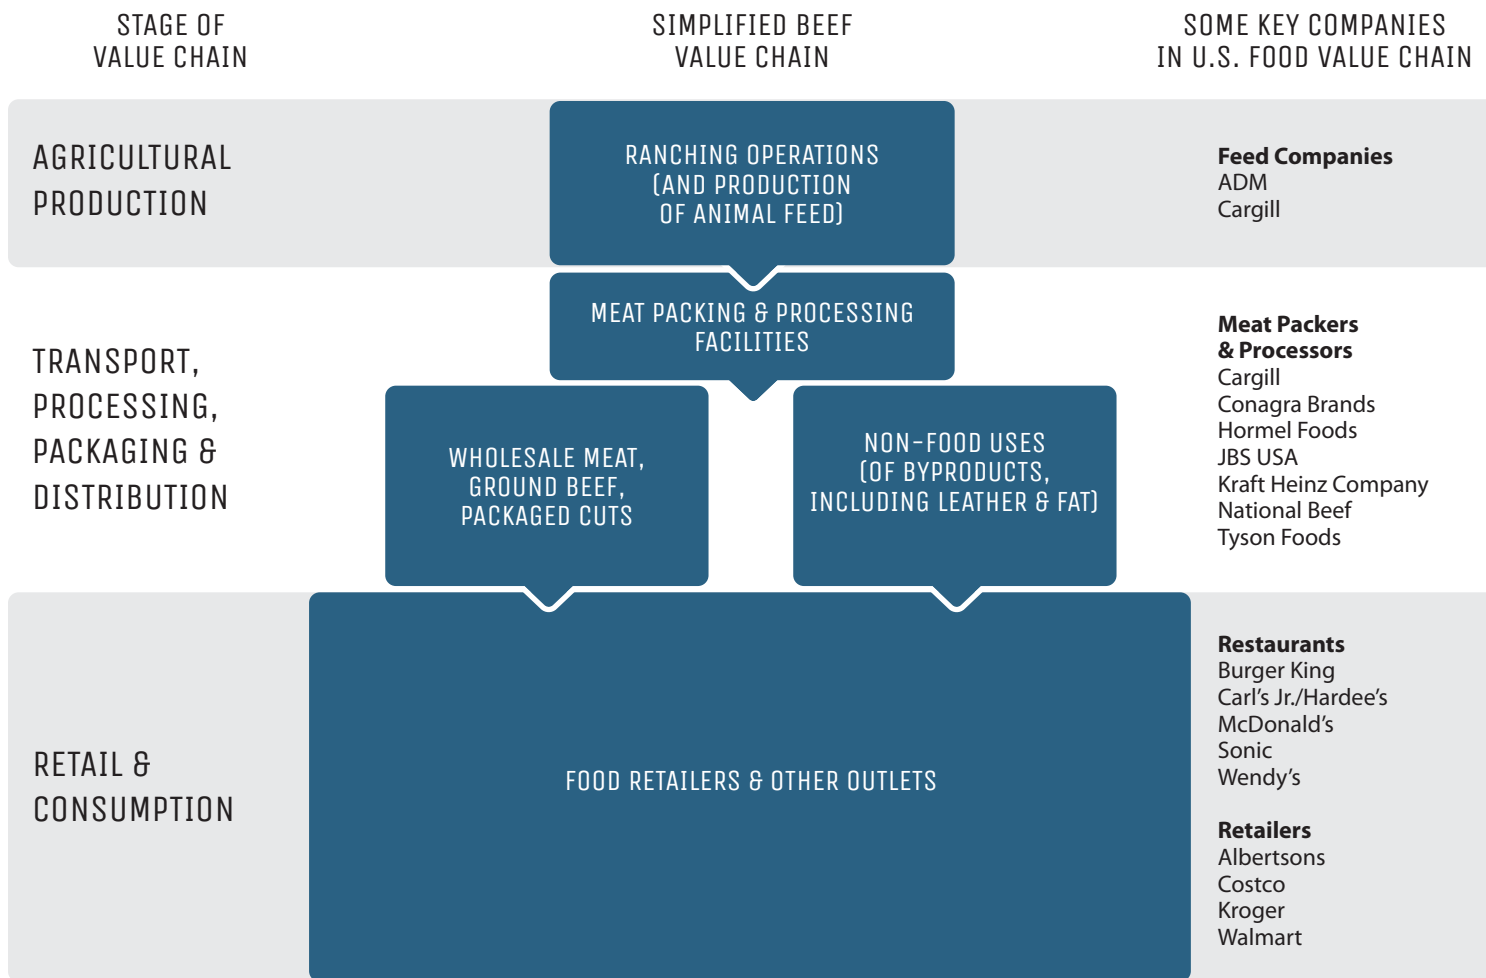 STAGE OF
VALUE CHAIN
SIMPLIFIED BEEF
VALUE CHAIN
SOME KEY COMPANIES
IN U.S. FOOD VALUE CHAIN
AGRICULTURAL
PRODUCTION
RANCHING OPERATIONS
(AND PRODUCTION
OF ANIMAL FEED)
Feed Companies
ADM
Cargill
TRANSPORT,
PROCESSING,
PACKAGING &
DISTRIBUTION
MEAT PACKING & PROCESSING
FACILITIES
WHOLESALE MEAT,
GROUND BEEF,
PACKAGED CUTS
NON-FOOD USES
(OF BYPRODUCTS,
INCLUDING LEATHER & FAT)
Meat Packers
& Processors
Cargill
Conagra Brands
Hormel Foods
JBS USA
Kraft Heinz Company
National Beef
Tyson Foods
RETAIL &
CONSUMPTION
FOOD RETAILERS & OTHER OUTLETS
Restaurants
Burger King
Carl’s Jr./Hardee’s
McDonald’s
Sonic
Wendy’s
Retailers
Albertsons
Costco
Kroger
Walmart